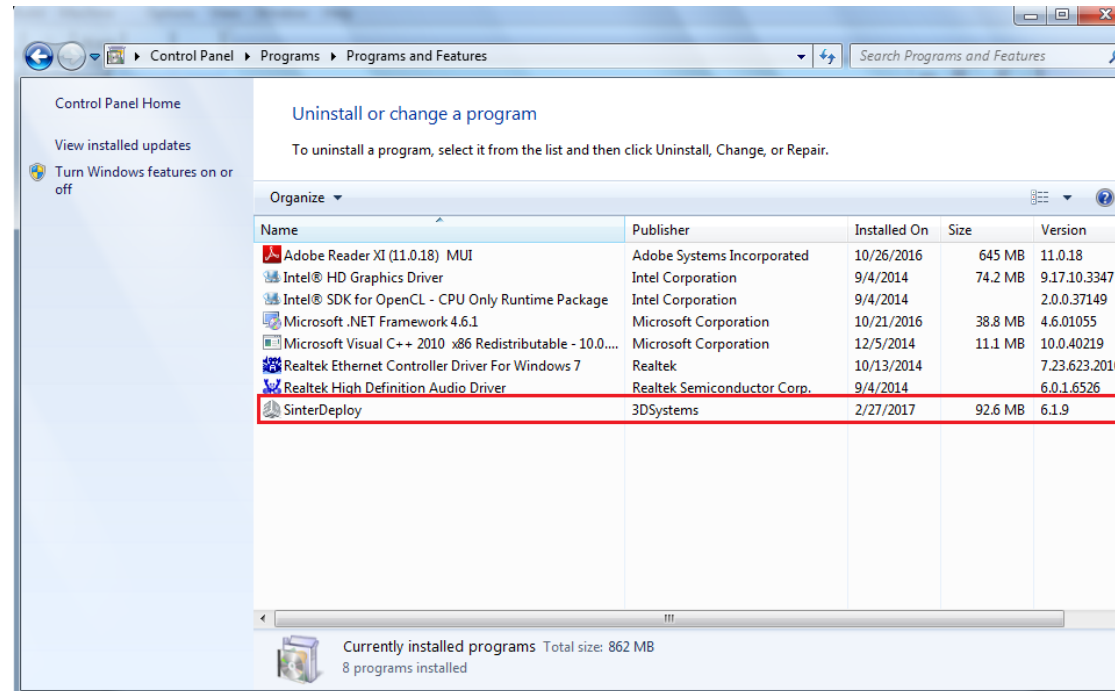 Control Panel Programs Programs and Features Search Programs and Features
Control Panel Home
View installed updates
Turn Windows features on or
off
Uninstall or change a program
To uninstall a program, select it from the list and then click Uninstall, Change, or Repair.
Organize
Name Publisher Installed On Size Version
Adobe Reader XI (11.0.18) MUI Adobe Systems Incorporated 10/26/2016 645 MB 11.0.18
Intel® HD Graphics Driver Intel Corporation 9/4/2014 74.2 MB 9.17.10.3347
Intel® SDK for OpenCL - CPU Only Runtime Package Intel Corporation 9/4/2014 2.0.0.37149
Microsoft .NET Framework 4.6.1 Microsoft Corporation 10/21/2016 38.8 MB 4.6.01055
Microsoft Visual C++ 2010 x86 Redistributable - 10.0.... Microsoft Corporation 12/5/2014 11.1 MB 10.0.40219
Realtek Ethernet Controller Driver For Windows 7 Realtek 10/13/2014 7.23.623.201
Realtek High Definition Audio Driver Realtek Semiconductor Corp. 9/4/2014 6.0.1.6526
SinterDeploy 3DSystems 2/27/2017 92.6 MB 6.1.9
Currently installed programs Total size: 862 MB
8 programs installed